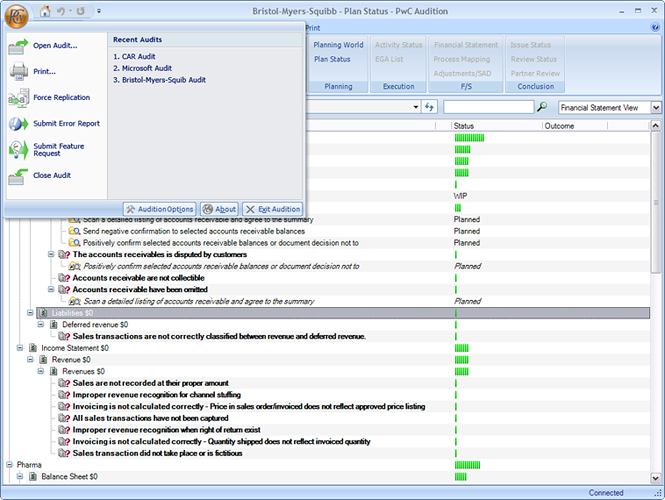 Bristol-Myers-Squibb - Plan Status - PwC Audition
Print
Open Audit...
Print...
Force Replication
Submit Error Report
Submit Feature
Request
Close Audit
Recent Audits
1. CAR Audit
2. Microsoft Audit
3. Bristol-Myers-Squib Audit
Audition Options
About
Exit Audition
Planning World
Plan Status
Planning
Activity Status
EGA List
Execution
Financial Statement
Process Mapping
Adjustments/SAD
F/S
Issue Status
Review Status
Partner Review
Conclusion
Financial Statement View
Status Outcome
WIP
Scan a detailed listing of accounts receivable and agree to the summary Planned
Send negative confirmation to selected accounts receivable balances Planned
Positively confirm selected accounts receivable balances or document decision not to Planned
The accounts receivables is disputed by customers
Positively confirm selected accounts receivable balances or document decision not to Planned
Accounts receivable are not collectible
Accounts receivable have been omitted
Scan a detailed listing of accounts receivable and agree to the summary Planned
Liabilities $0
Deferred revenue $0
Sales transactions are not correctly classified between revenue and deferred revenue.
Income Statement $0
Revenue $0
Revenues $0
Sales are not recorded at their proper amount
Improper revenue recognition for channel stuffing
Invoicing is not calculated correctly - Price in sales order/invoiced does not reflect approved price listing
All sales transactions have not been captured
Improper revenue recognition when right of return exist
Invoicing is not calculated correctly - Quantity shipped does not reflect invoiced quantity
Sales transaction did not take place or is fictitious
Pharma
Balance Sheet $0
Connected